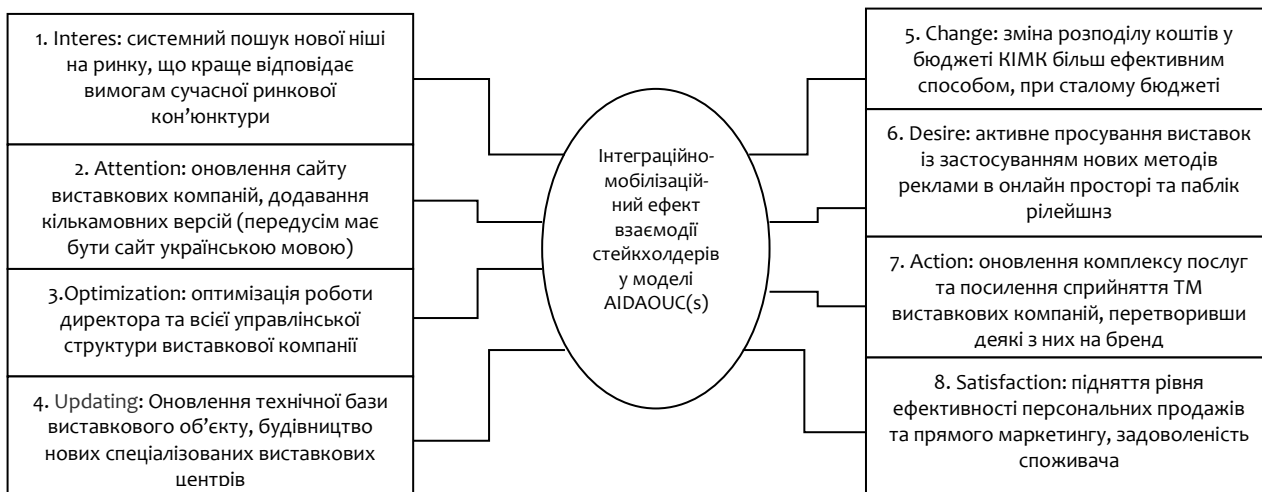 1. Interes: системний пошук нової ніші
на ринку, що краще відповідає
вимогам сучасної ринкової
кон’юнктури
2. Attention: оновлення сайту
виставкових компаній, додавання
кількамовних версій (передусім має
бути сайт українською мовою)
3.Optimization: оптимізація роботи
директора та всієї управлінської
структури виставкової компанії
4. Updating: Оновлення технічної бази
виставкового об’єкту, будівництво
нових спеціалізованих виставкових
центрів
Інтеграційно-
мобілізацій-
ний ефект
взаємодії
стейкхолдерів
у моделі
AIDAOUC(s)
5. Change: зміна розподілу коштів у
бюджеті КІМК більш ефективним
способом, при сталому бюджеті
6. Desire: активне просування виставок
із застосуванням нових методів
реклами в онлайн просторі та паблік
рілейшнз
7. Action: оновлення комплексу послуг
та посилення сприйняття ТМ
виставкових компаній, перетворивши
деякі з них на бренд
8. Satisfaction: підняття рівня
ефективності персональних продажів
та прямого маркетингу, задоволеність
споживача